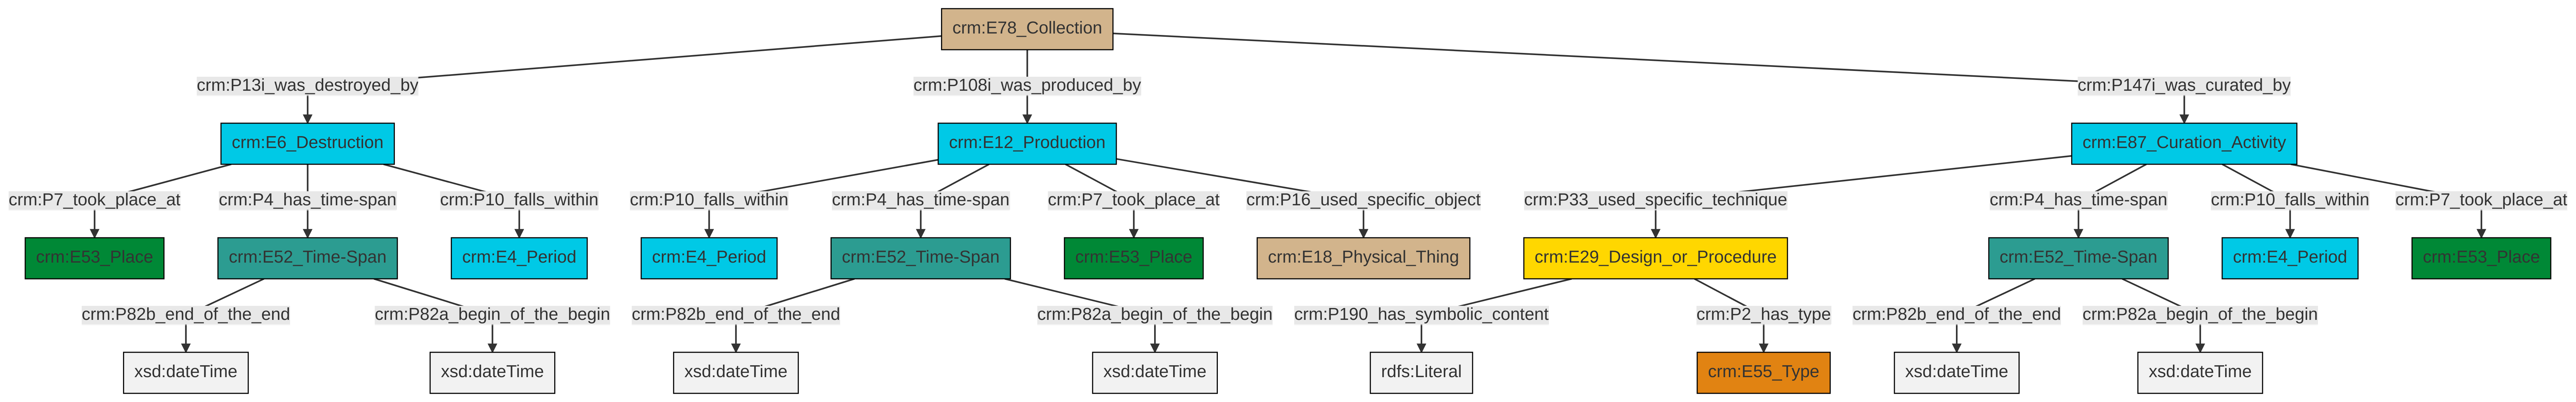 crm:E78_Collection
crm:P13i_was_destroyed_by
crm:P108i_was_produced_by
crm:P147i_was_curated_by
crm:E6_Destruction
crm:E12_Production
crm:E87_Curation_Activity
crm:P7_took_place_at
crm:P4_has_time-span
crm:P10_falls_within
crm:P10_falls_within
crm:P4_has_time-span
crm:P7_took_place_at
crm:P16_used_specific_object
crm:P33_used_specific_technique
crm:P4_has_time-span
crm:P10_falls_within
crm:P7_took_place_at
crm:E53_Place
crm:E52_Time-Span
crm:E4_Period
crm:E4_Period
crm:E52_Time-Span
crm:E53_Place
crm:E18_Physical_Thing
crm:E29_Design_or_Procedure
crm:E52_Time-Span
crm:E4_Period
crm:E53_Place
crm:P82b_end_of_the_end
crm:P82a_begin_of_the_begin
crm:P82b_end_of_the_end
crm:P82a_begin_of_the_begin
crm:P190_has_symbolic_content
crm:P2_has_type
crm:P82b_end_of_the_end
crm:P82a_begin_of_the_begin
xsd:dateTime
xsd:dateTime
xsd:dateTime
xsd:dateTime
rdfs:Literal
crm:E55_Type
xsd:dateTime
xsd:dateTime